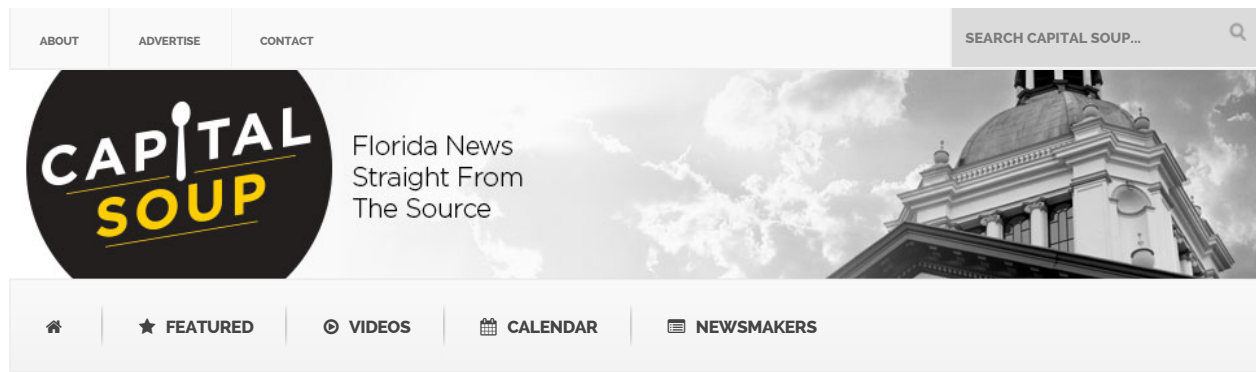 ABOUT
ADVERTISE
CONTACT
SEARCH CAPITAL SOUP...
CAPITAL
SOUP
Florida News
Straight From
The Source
FEATURED
VIDEOS
CALENDAR
NEWSMAKERS